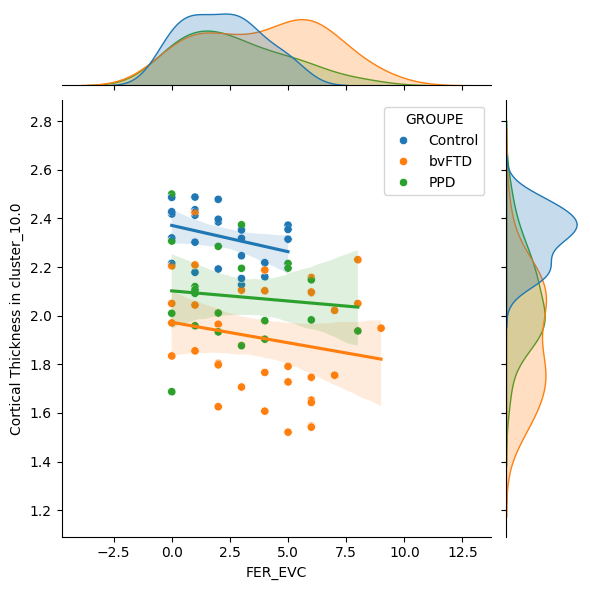 GROUPE
Control
bvFTD
PPD
Cortical Thickness in cluster_10.0
2.8
2.6
2.4
2.2
2.0
1.8
1.6
1.4
1.2
−2.5 0.0 2.5 5.0 7.5 10.0 12.5
FER_EVC